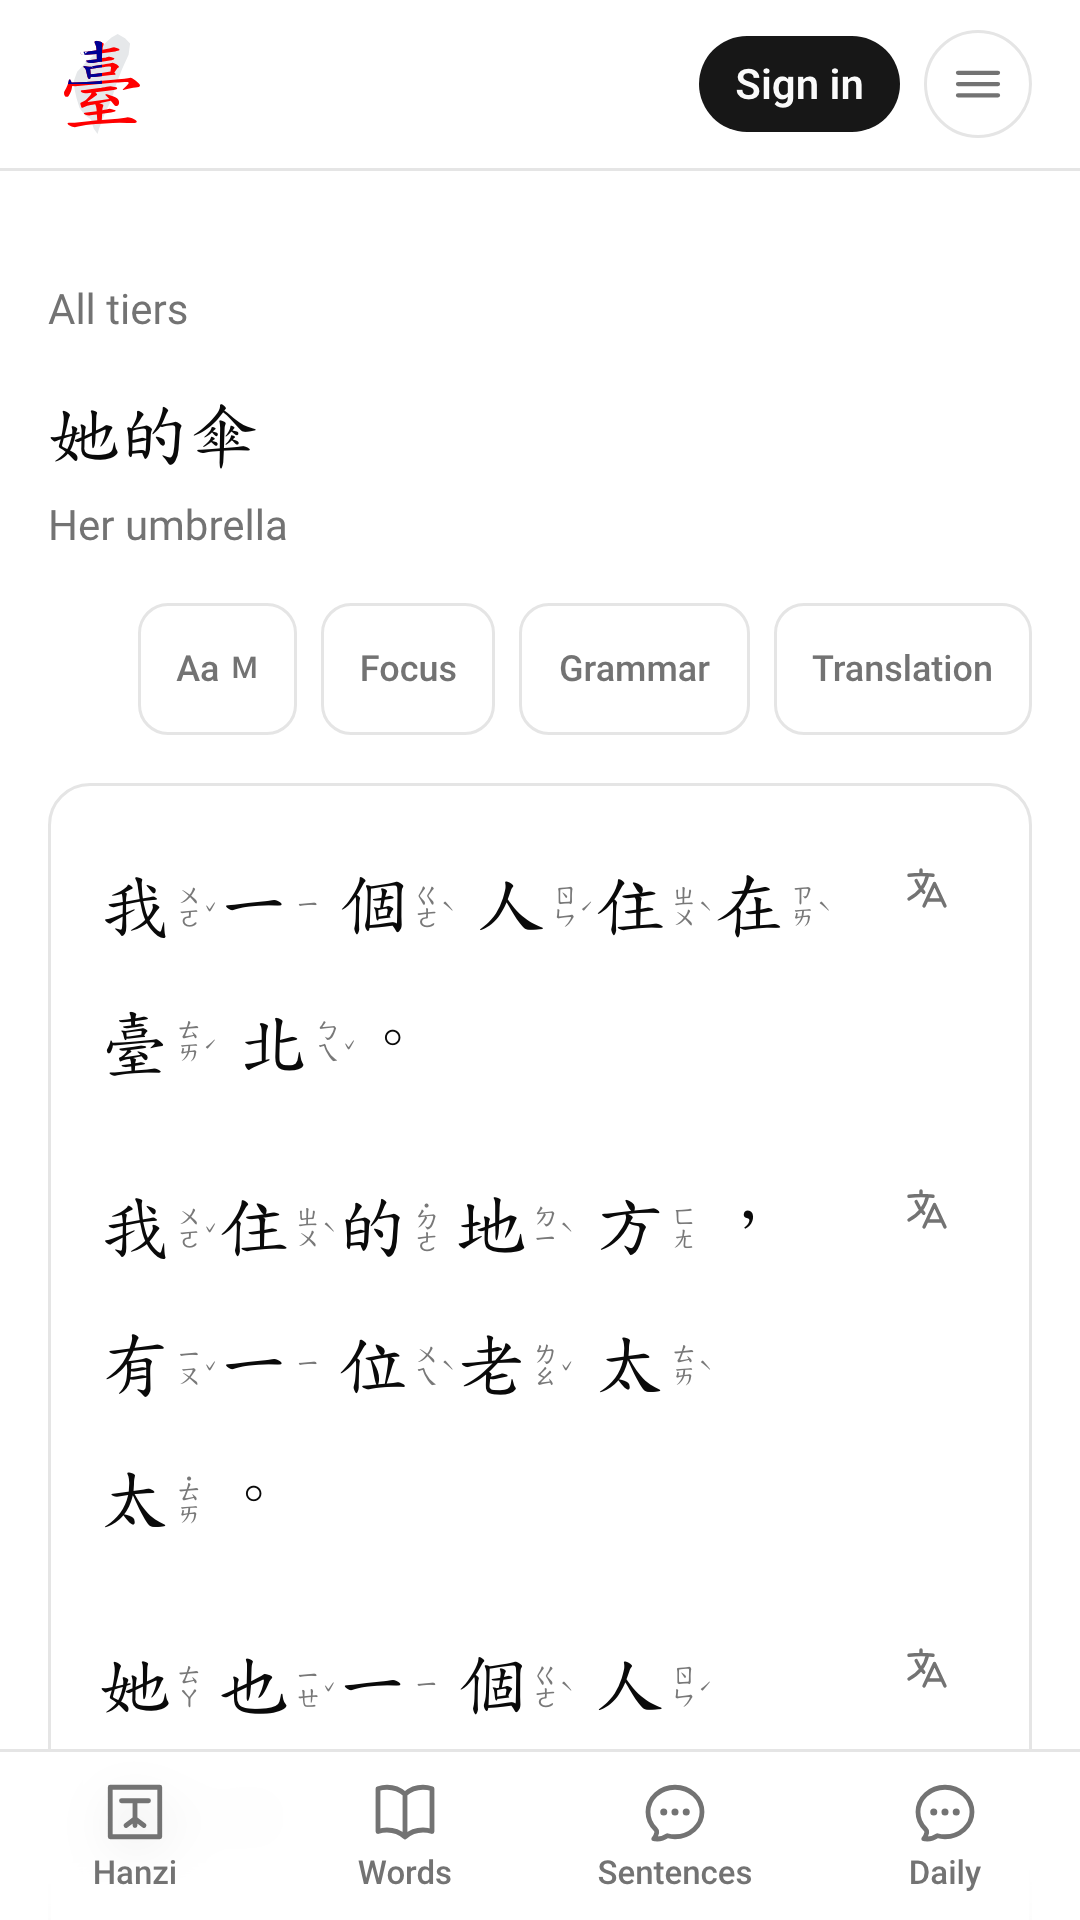 臺
Sign in
All tiers
她的傘
Her umbrella
Aa M
Focus
Grammar
Translation
我ㄨㄛˇ一ㄧ個ㄍㄜˋ人ㄖㄣˊ住ㄓㄨˋ在ㄗㄞˋ
臺ㄊㄞˊ北ㄅㄟˇ。
我ㄨㄛˇ住ㄓㄨˋ的˙ㄉㄜ地ㄉㄧˋ方ㄈㄤ，
有ㄧㄡˇ一ㄧ位ㄨㄟˋ老ㄌㄠˇ太ㄊㄞˋ
太˙ㄊㄞ。
她ㄊㄚ也ㄧㄝˇ一ㄧ個ㄍㄜˋ人ㄖㄣˊ
Hanzi
Words
Sentences
Daily